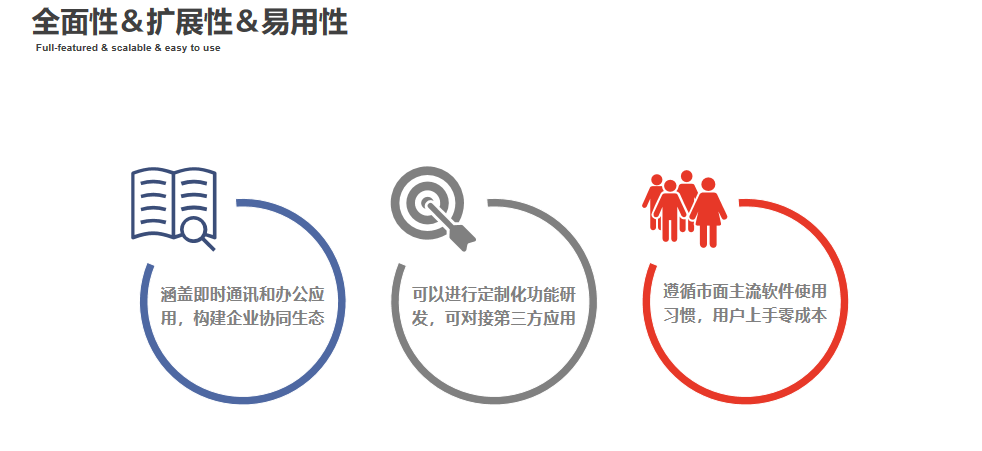 全面性&扩展性&易用性
Full-featured & scalable & easy to use
涵盖即时通讯和办公应
用，构建企业协同生态
可以进行定制化功能研
发，可对接第三方应用
遵循市面主流软件使用
习惯，用户上手零成本